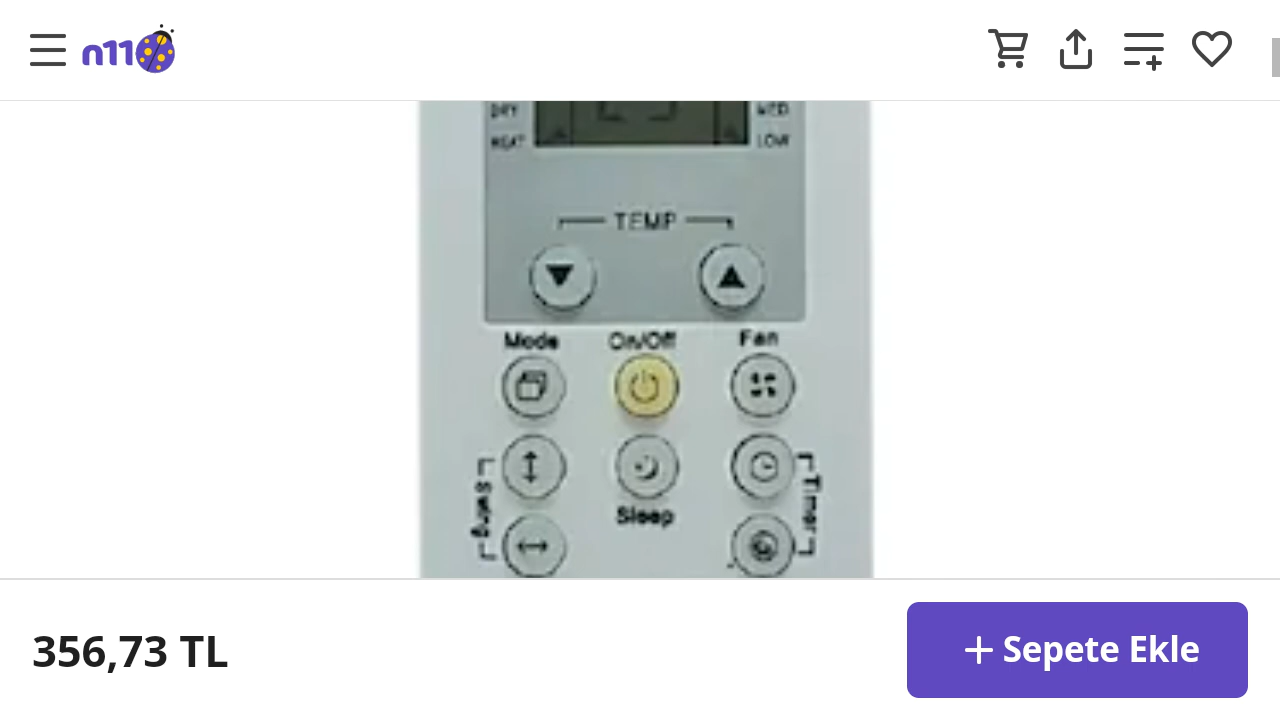 n11
DRY
MED
HEAT
LOW
TEMP
Mode On/Off Fan
Swing
Timer
Sleep
356,73 TL
Sepete Ekle